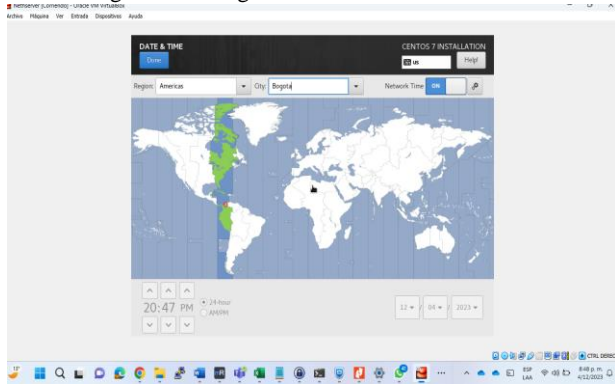 Nethserver [Corriendo] - Oracle VM VirtualBox
Archivo Máquina Ver Entrada Dispositivos Ayuda
DATE & TIME
CENTOS 7 INSTALLATION
Done
us
Help!
Region: Americas
City: Bogota
Network Time ON
20:47 PM
24-hour
AM/PM
12 / 04 / 2023
CTRL DEREC
ESP
LAA
8:48 p. m.
4/12/2023